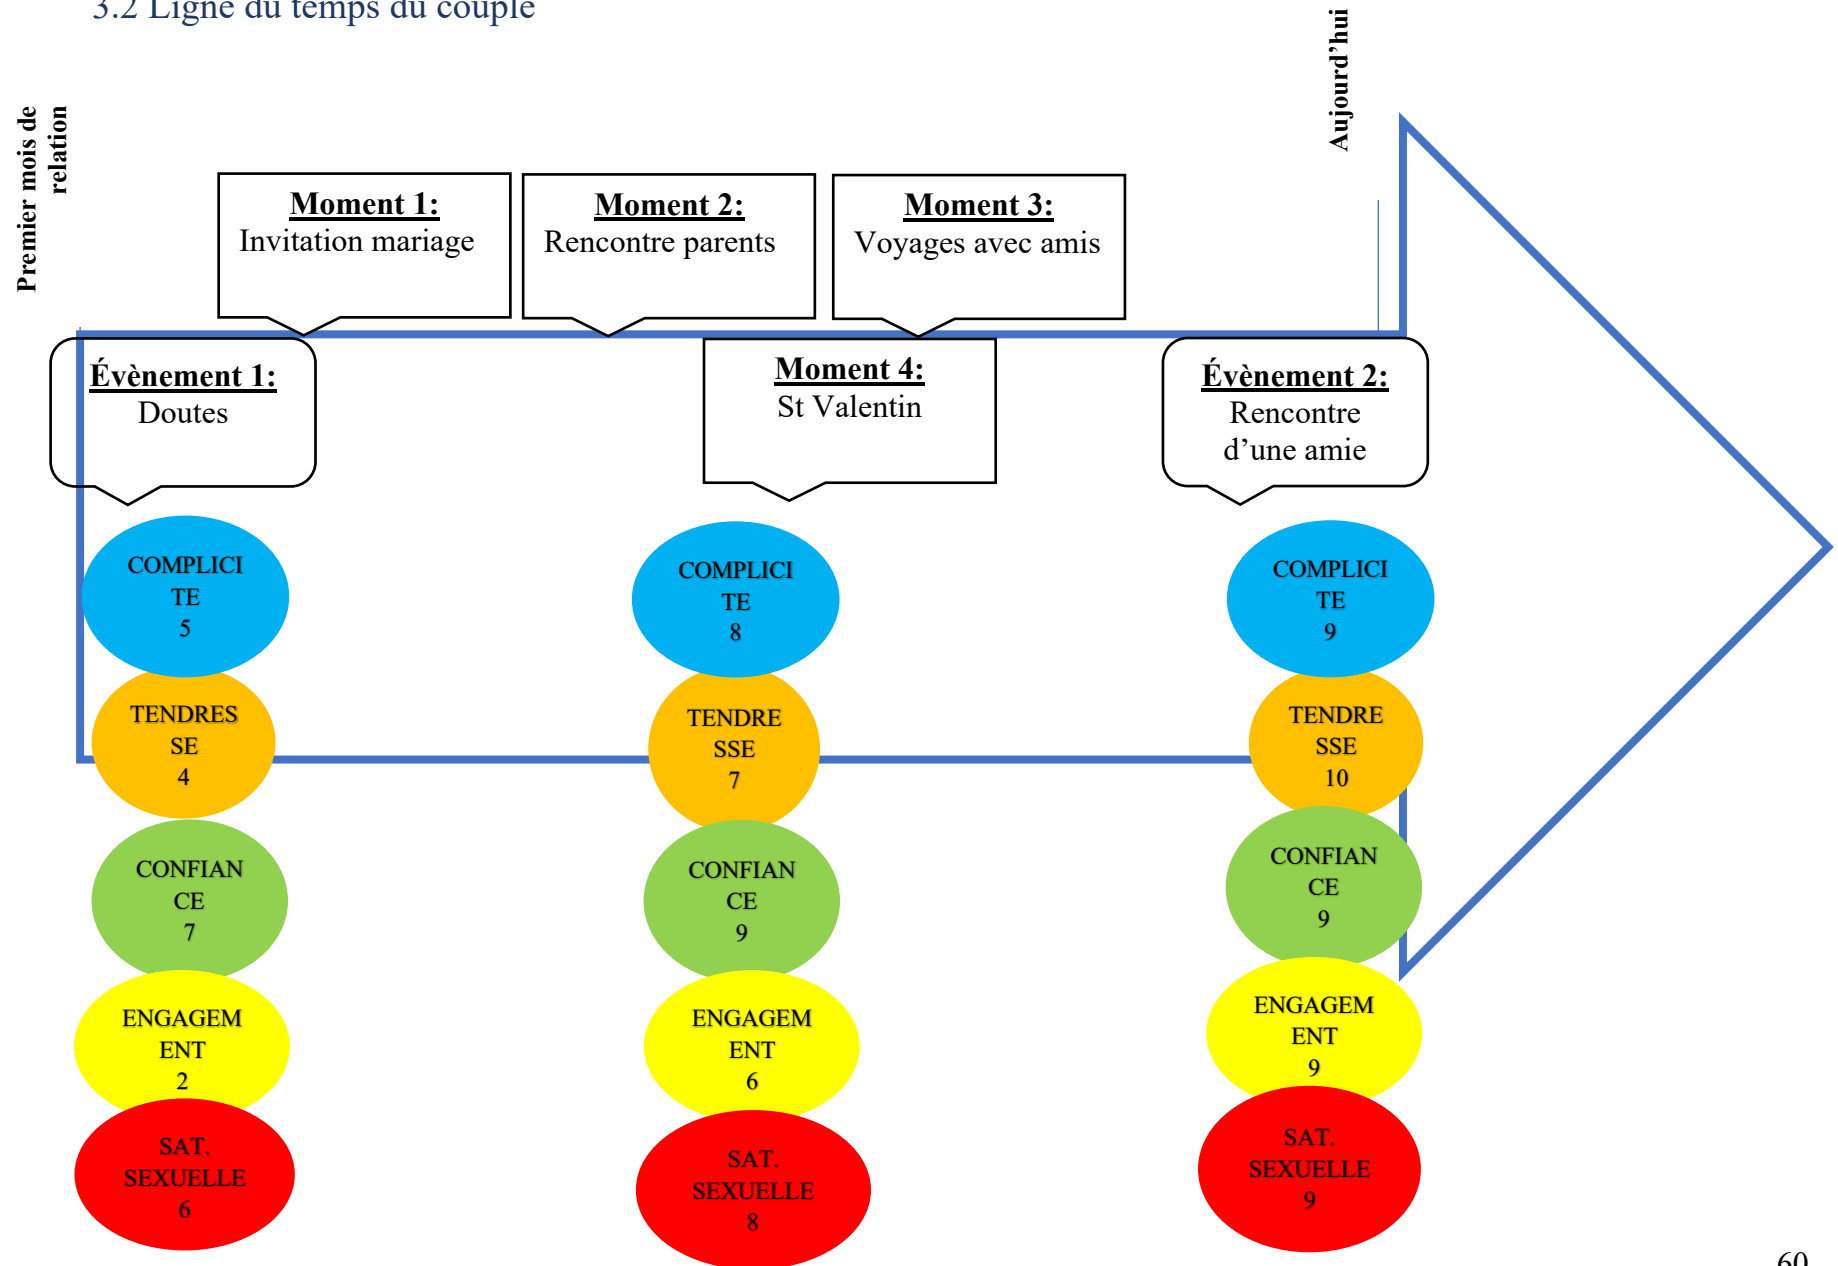 3.2 Ligne du temps du couple
Premier mois de
relation
Aujourd’hui
Moment 1:
Invitation mariage
Moment 2:
Rencontre parents
Moment 3:
Voyages avec amis
Évènement 1:
Doutes
Moment 4:
St Valentin
Évènement 2:
Rencontre
d’une amie
COMPLICI
TE
5
TENDRES
SE
4
CONFIAN
CE
7
ENGAGEM
ENT
2
SAT.
SEXUELLE
6
COMPLICI
TE
8
TENDRE
SSE
7
CONFIAN
CE
9
ENGAGEM
ENT
6
SAT.
SEXUELLE
8
COMPLICI
TE
9
TENDRE
SSE
10
CONFIAN
CE
9
ENGAGEM
ENT
9
SAT.
SEXUELLE
9
60